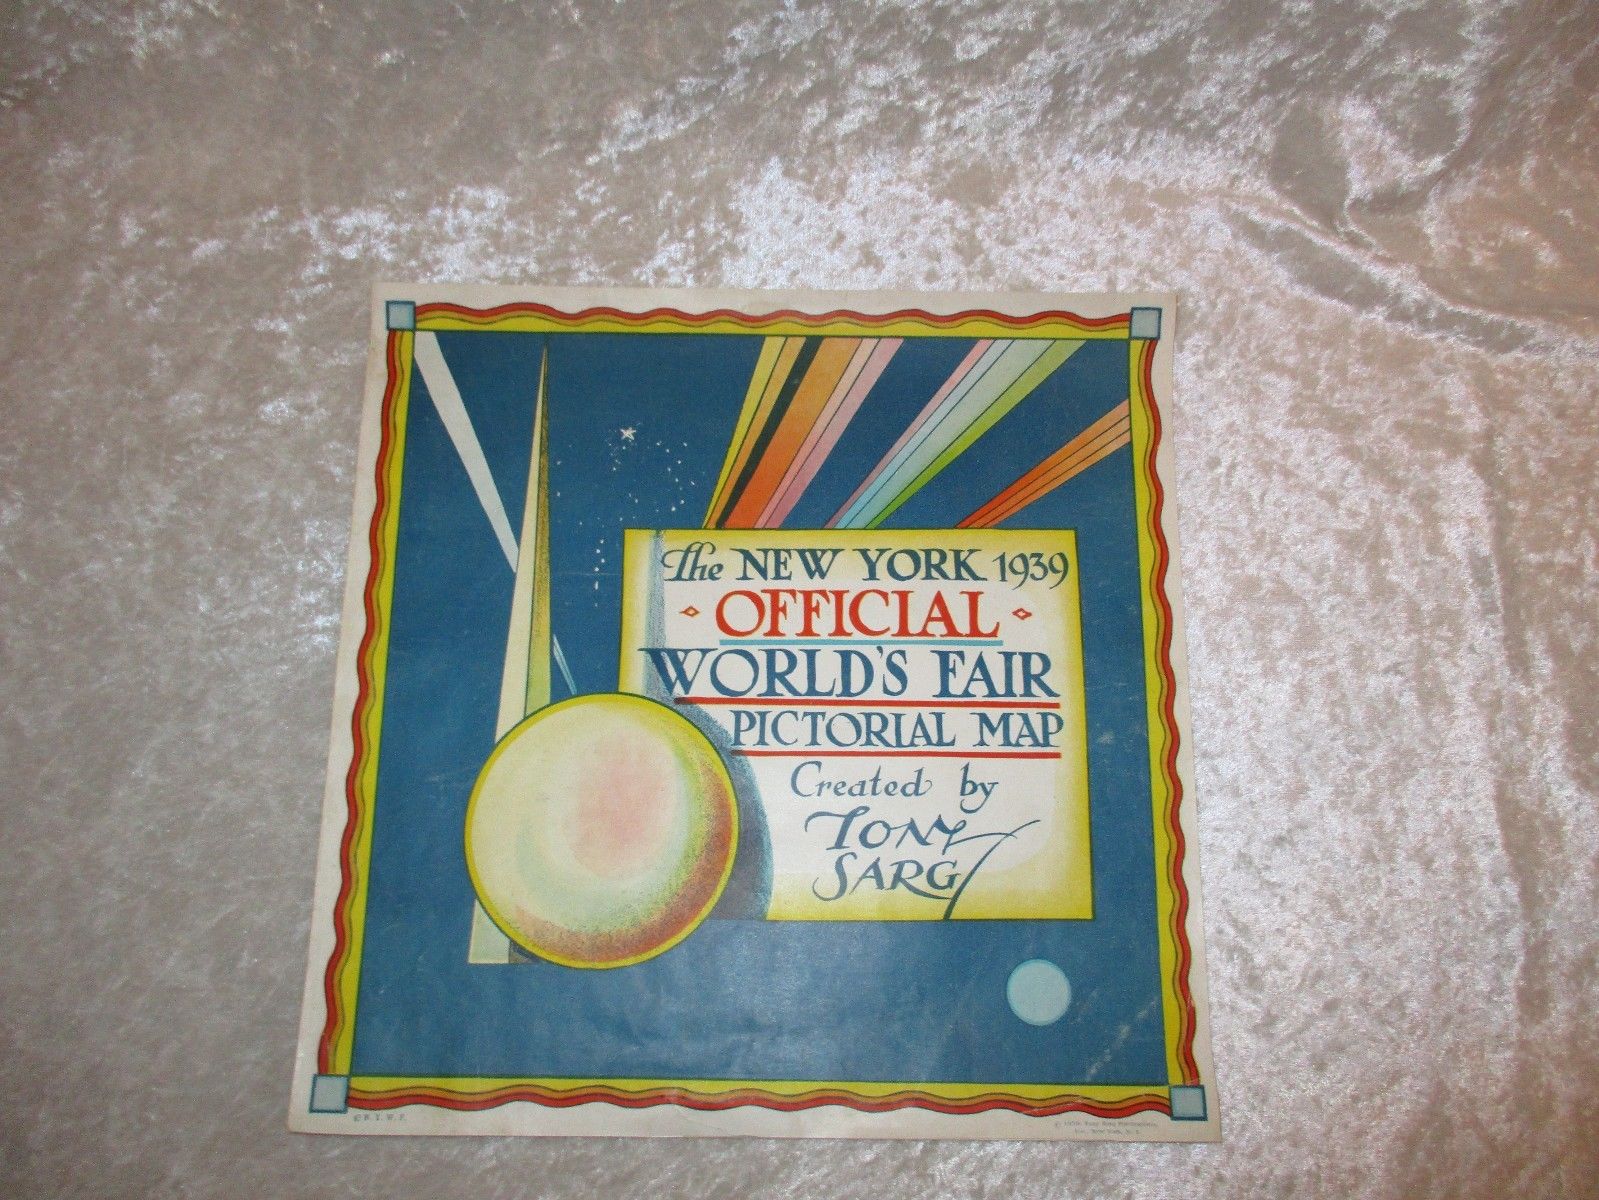 The NEW YORK 1939
OFFICIAL
WORLD'S FAIR
PICTORIAL MAP
Created by
TONY
SARG
© N. Y. W. F.